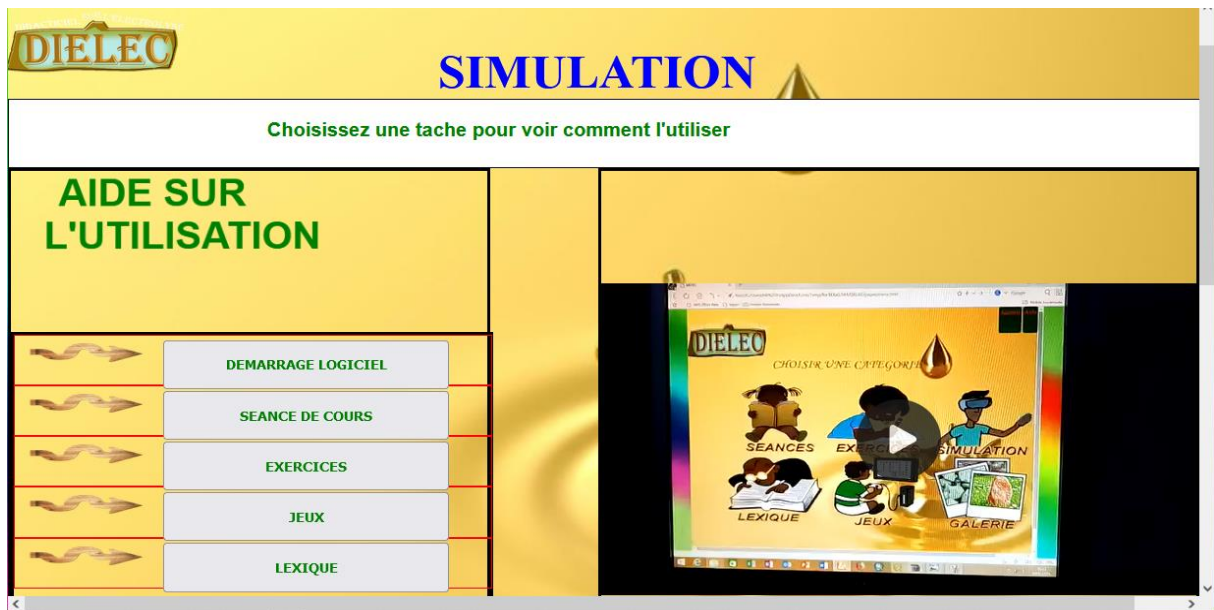 DIELEC
SIMULATION
Choisissez une tache pour voir comment l'utiliser
AIDE SUR
L'UTILISATION
DEMARRAGE LOGICIEL
SEANCE DE COURS
EXERCICES
JEUX
LEXIQUE
DIELEC
CHOISIR UNE CATEGORIE
SEANCES
SIMULATION
LEXIQUE
JEUX
GALERIE